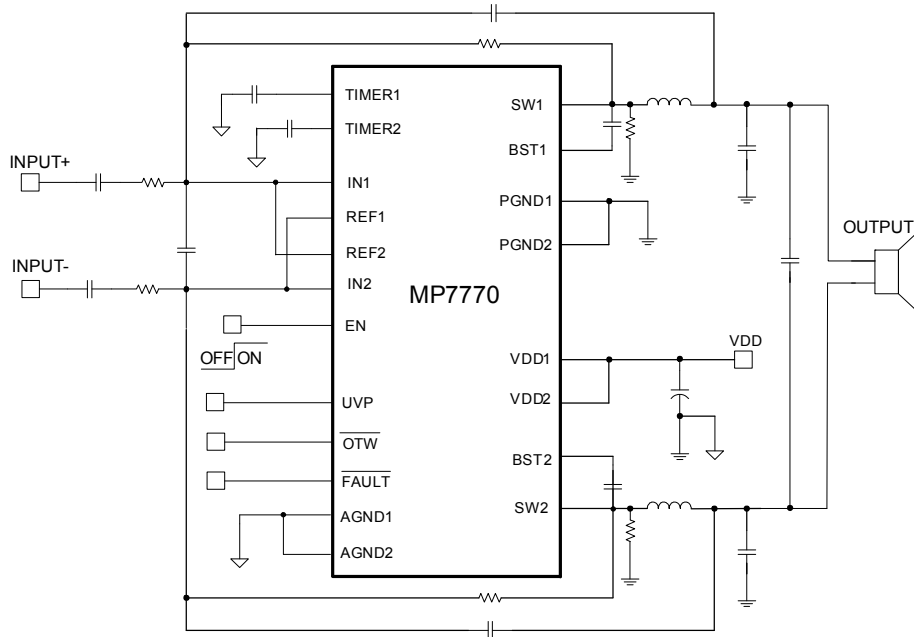 TIMER1
TIMER2
INPUT+
IN1
REF1
REF2
INPUT-
IN2
EN
OFF ON
UVP
OTW
FAULT
AGND1
AGND2
MP7770
SW1
BST1
PGND1
PGND2
VDD1
VDD2
BST2
SW2
VDD
OUTPUT